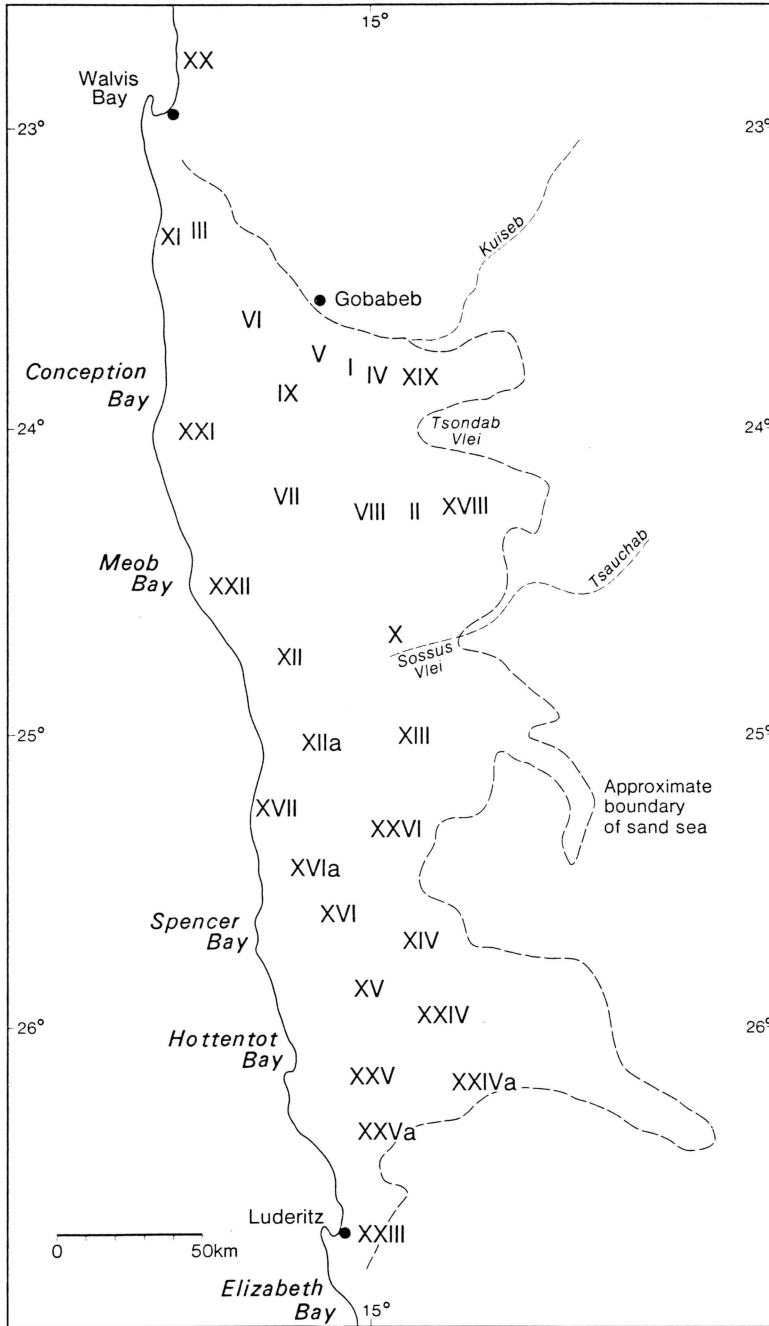 15°
XX
Walvis
Bay
23°
23°
Kuiseb
XI
III
Gobabeb
VI
V
I
IV
XIX
IX
Conception
Bay
XXI
24°
24°
Tsondab
Vlei
VII
VIII
II
XVIII
Tsauchab
Meob
Bay
XXII
X
Sossus
Vlei
XII
25°
25°
XIIa
XIII
Approximate
boundary
of sand sea
XVII
XXVI
XVIa
XVI
Spencer
Bay
XIV
XV
XXIV
26°
26°
Hottentot
Bay
XXV
XXIVa
XXVa
Luderitz
XXIII
0
50km
Elizabeth
Bay
15°